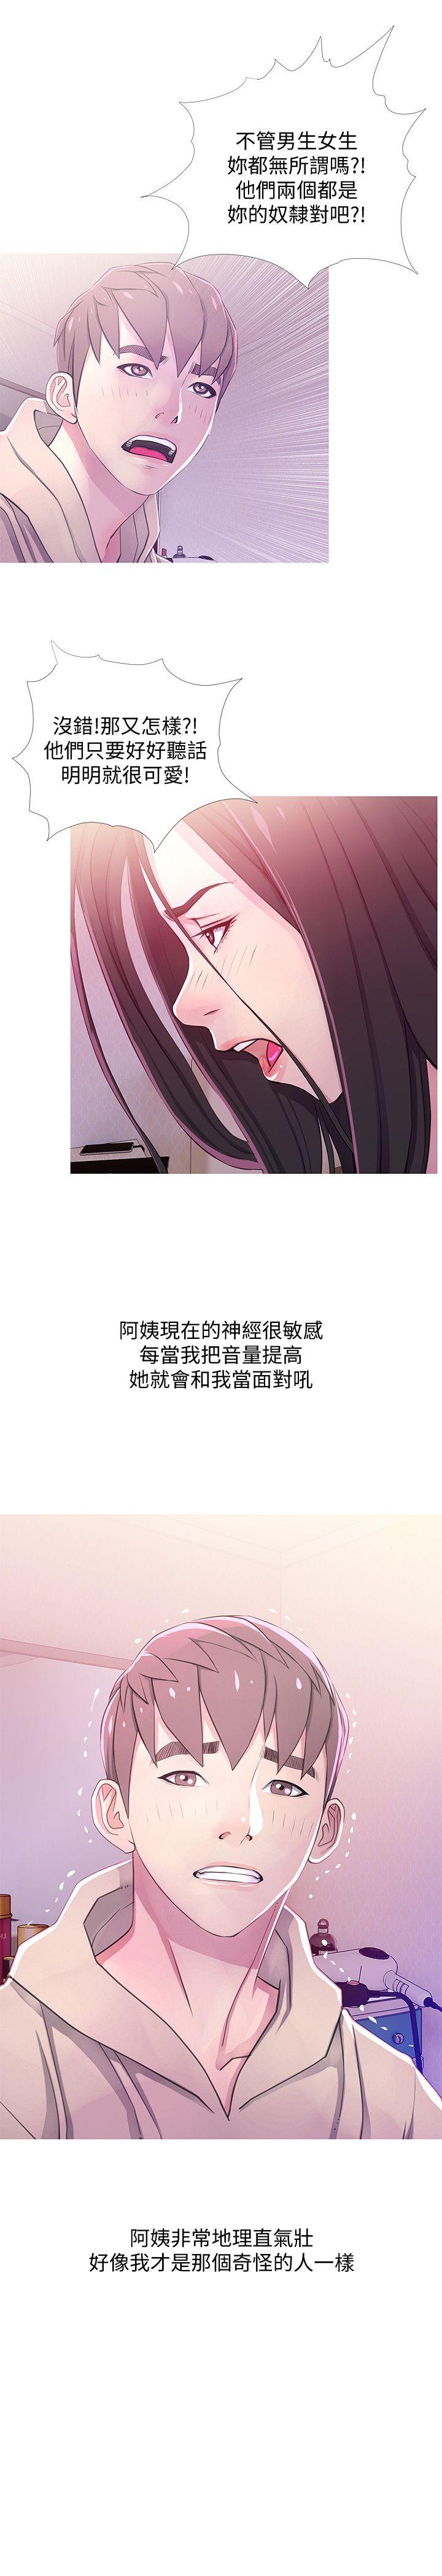 不管男生女生
妳都無所謂嗎?!
他們兩個都是
妳的奴隸對吧?!
沒錯!那又怎樣?!
他們只要好好聽話
明明就很可愛!
阿姨現在的神經很敏感
每當我把音量提高
她就會和我當面對吼
阿姨非常地理直氣壯
好像我才是那個奇怪的人一樣